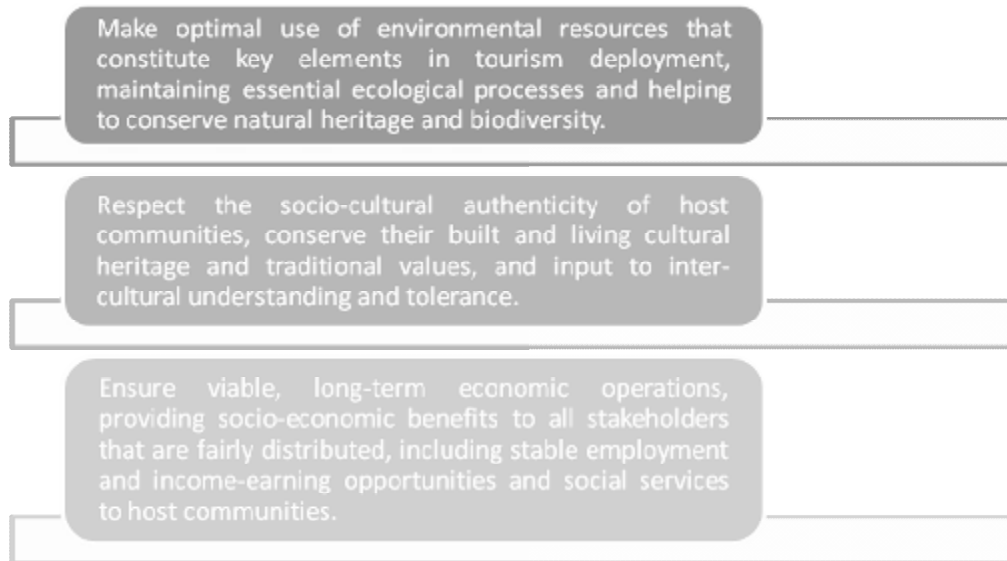 Make optimal use of environmental resources that
constitute key elements in tourism deployment,
maintaining essential ecological processes and helping
to conserve natural heritage and biodiversity.
Respect the socio-cultural authenticity of host
communities, conserve their built and living cultural
heritage and traditional values, and input to inter-
cultural understanding and tolerance.
Ensure viable, long-term economic operations,
providing socio-economic benefits to all stakeholders
that are fairly distributed, including stable employment
and income-earning opportunities and social services
to host communities.